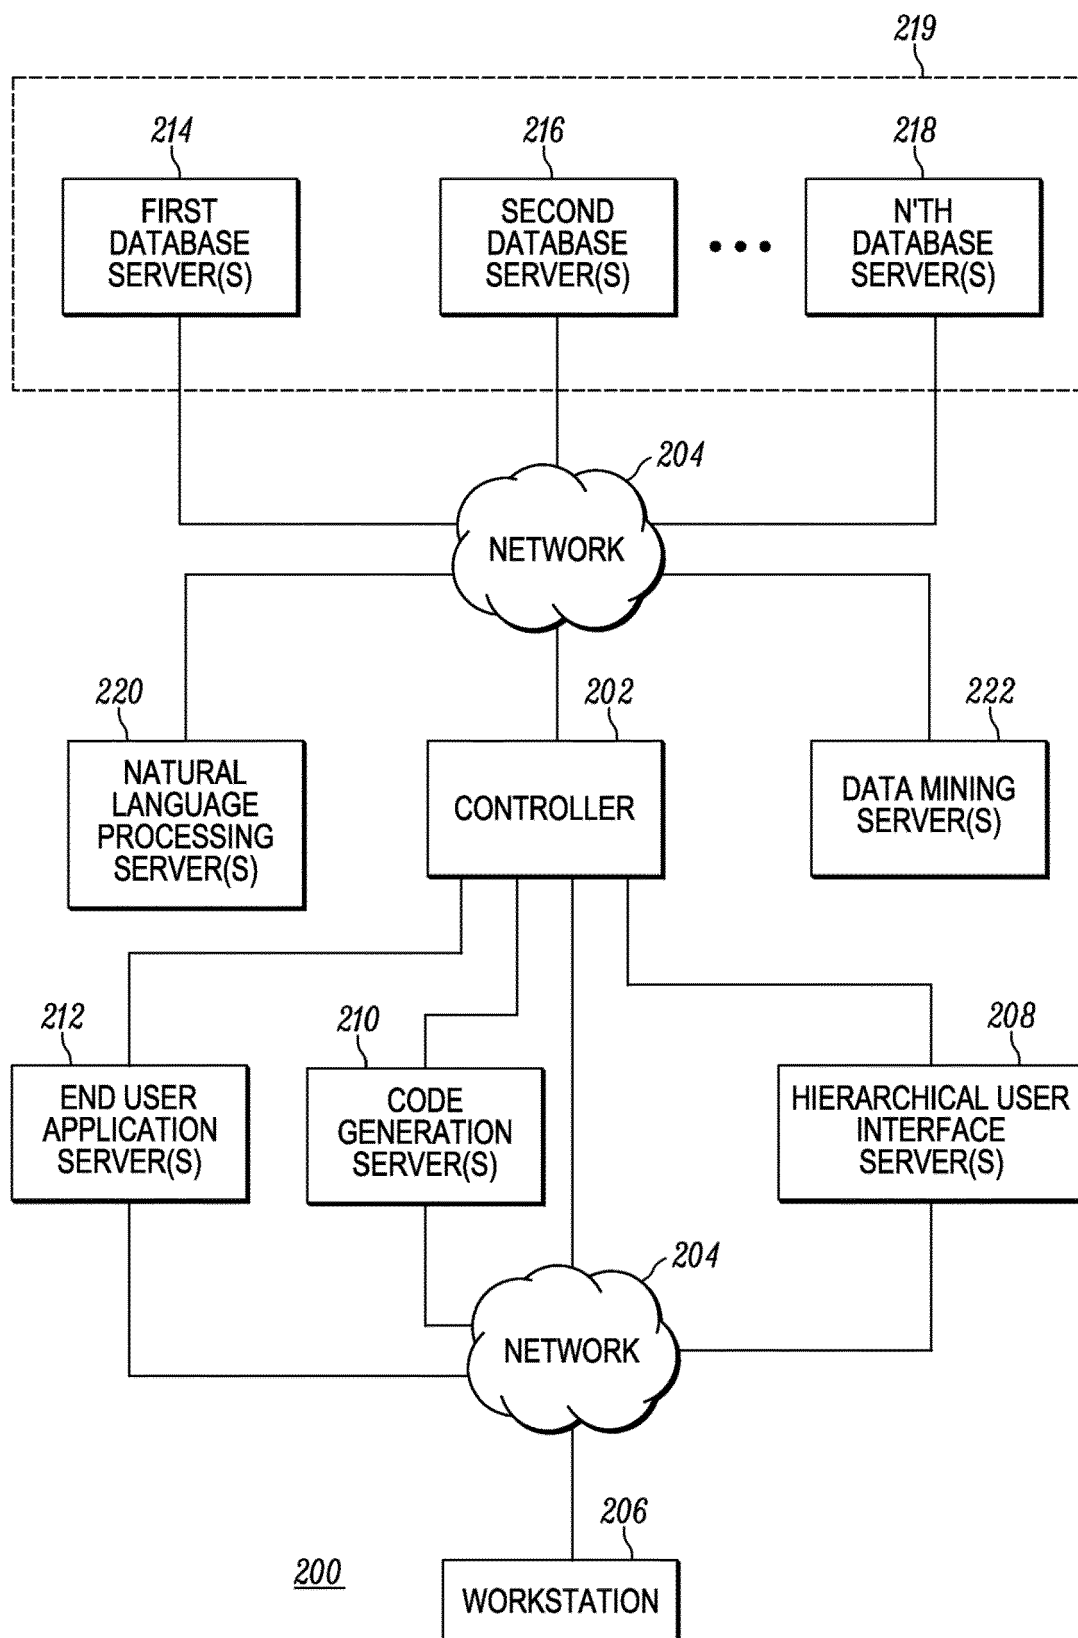 219
214
216
218
FIRST
DATABASE
SERVER(S)
SECOND
DATABASE
SERVER(S)
N'TH
DATABASE
SERVER(S)
204
NETWORK
220
202
222
NATURAL
LANGUAGE
PROCESSING
SERVER(S)
CONTROLLER
DATA MINING
SERVER(S)
212
210
208
END USER
APPLICATION
SERVER(S)
CODE
GENERATION
SERVER(S)
HIERARCHICAL USER
INTERFACE
SERVER(S)
204
NETWORK
206
200
WORKSTATION